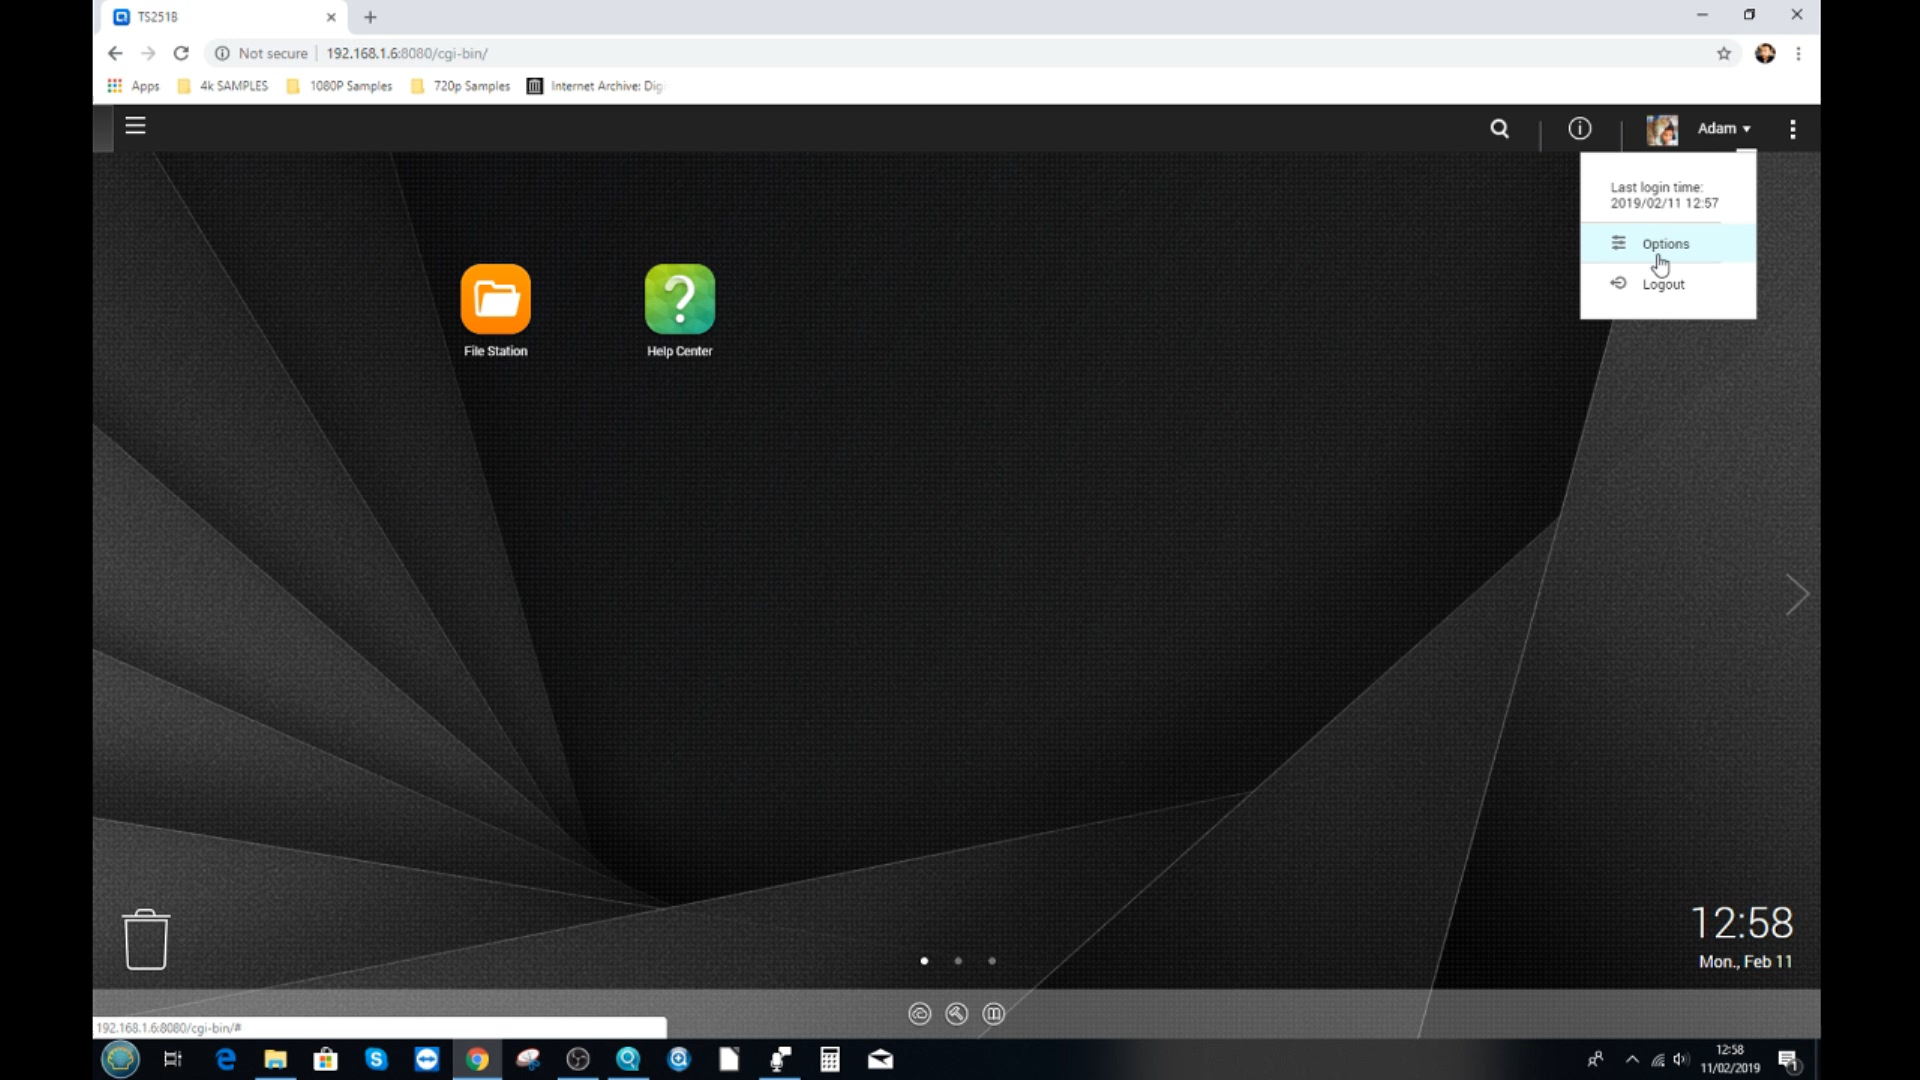 TS251B
Not secure
192.168.1.6:8080/cgi-bin/
Apps
4k SAMPLES
1080P Samples
720p Samples
Internet Archive: Dig
Adam
Last login time:
2019/02/11 12:57
Options
Logout
File Station
Help Center
12:58
Mon., Feb 11
192.168.1.6:8080/cgi-bin/#
12:58
11/02/2019
1